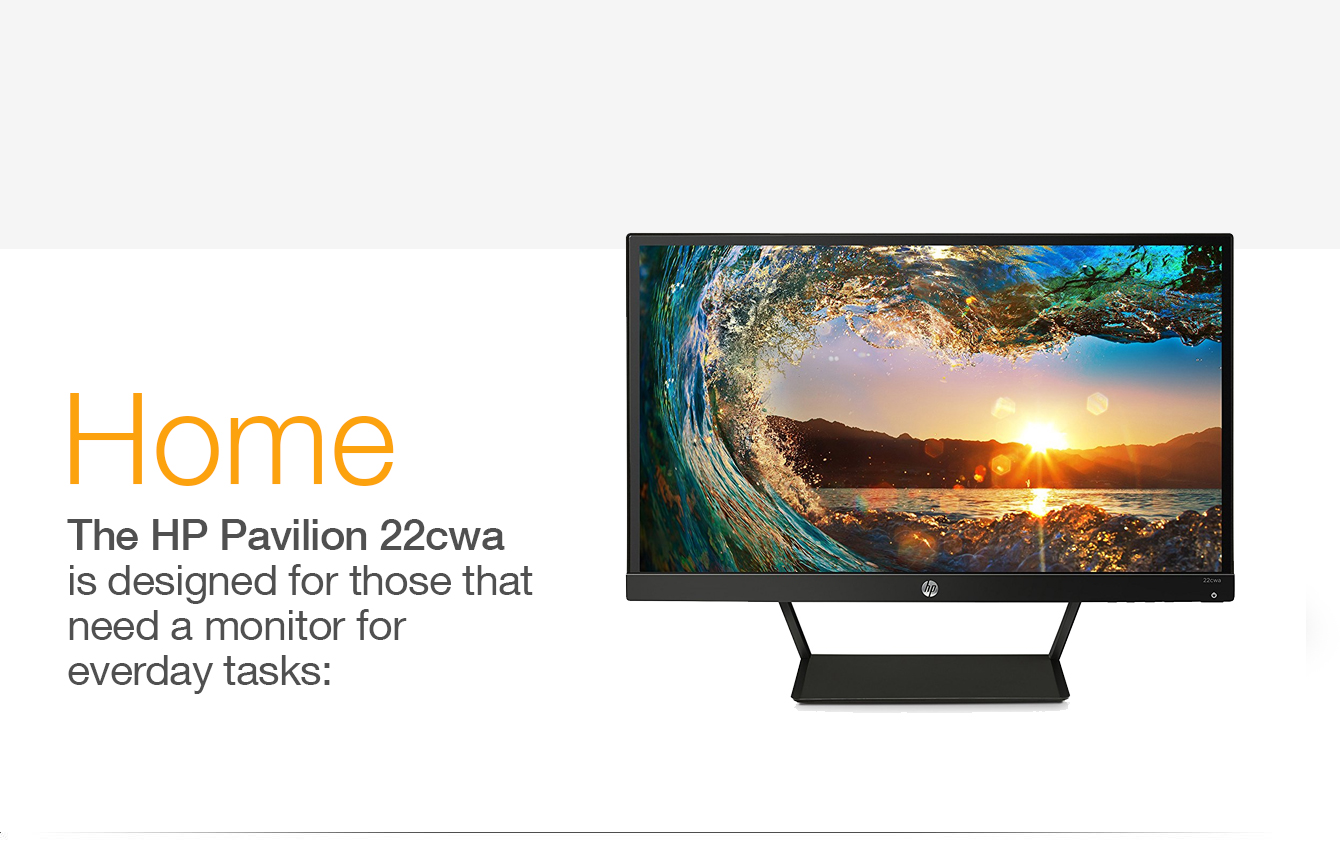 Home
The HP Pavilion 22cwa
is designed for those that
need a monitor for
everday tasks:
hp
22cwa